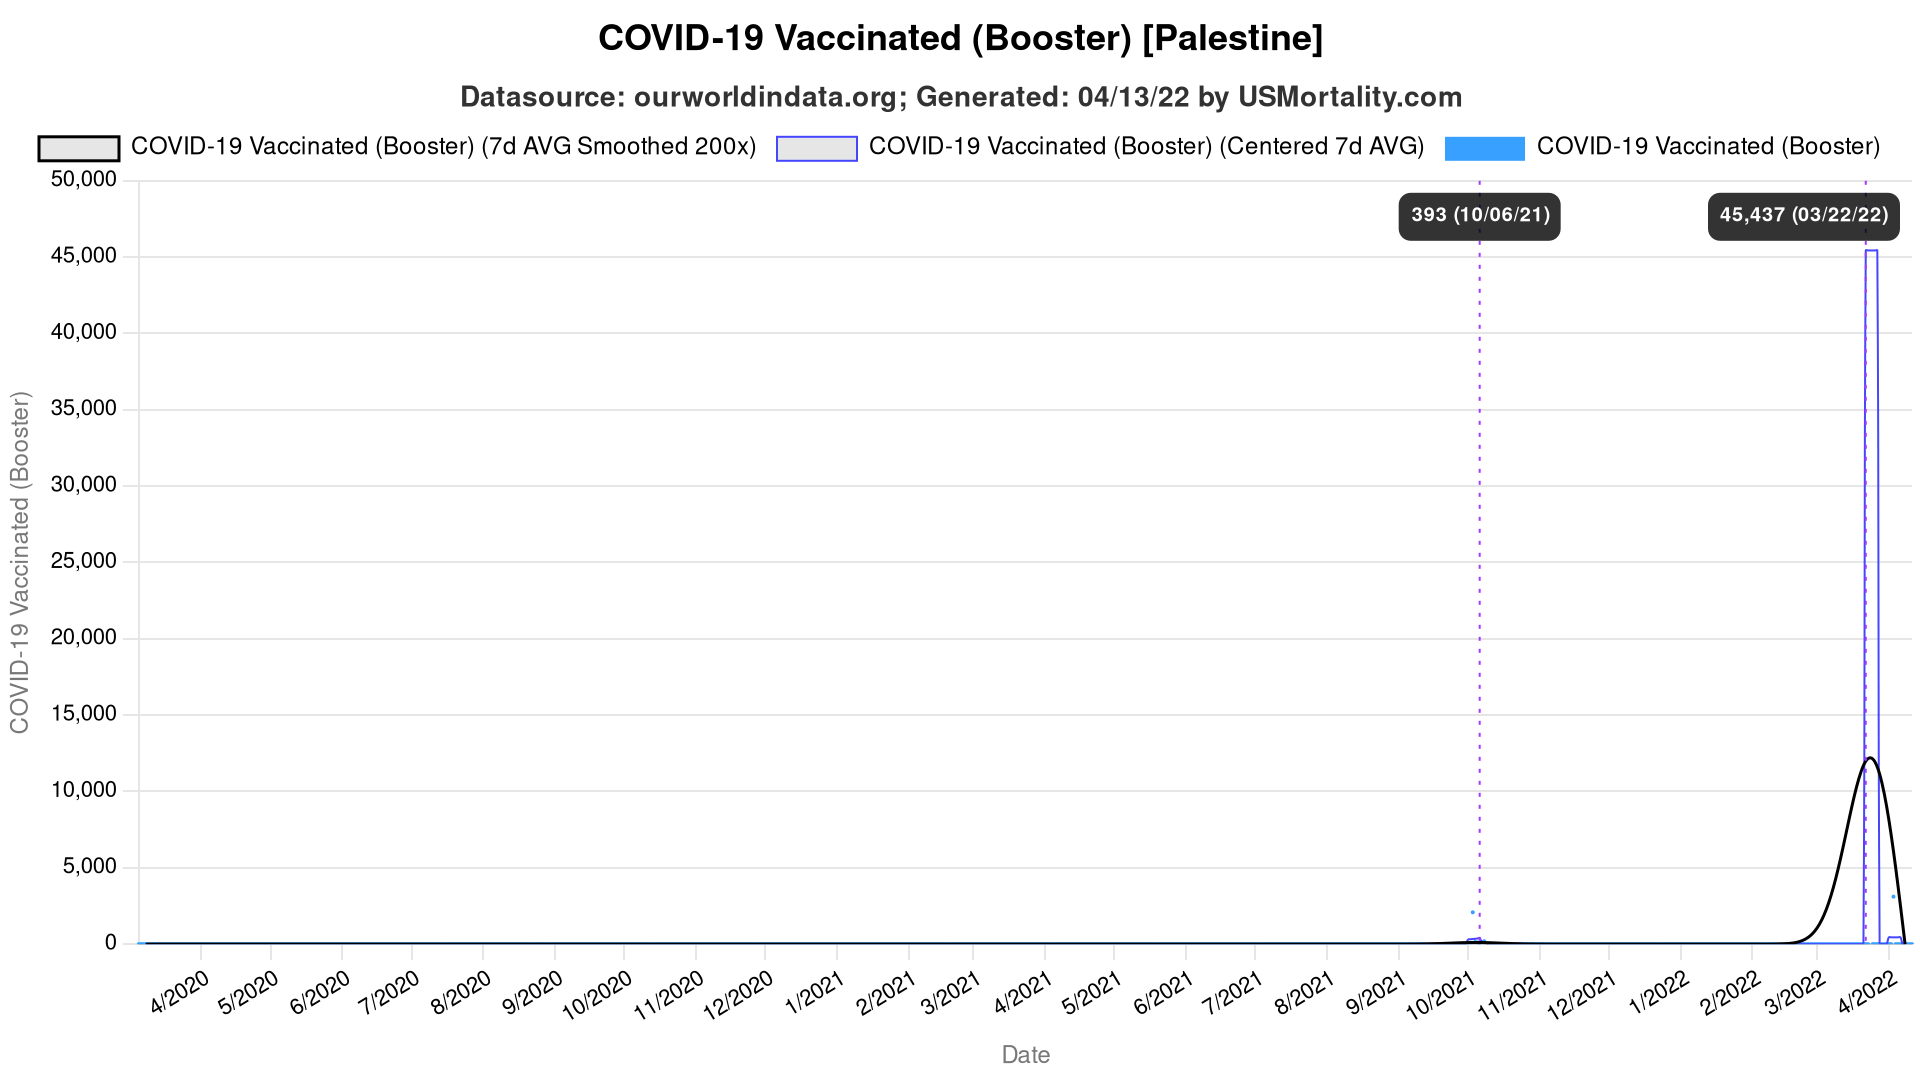 COVID-19 Vaccinated (Booster) [Palestine]
Datasource: ourworldindata.org; Generated: 04/13/22 by USMortality.com
COVID-19 Vaccinated (Booster) (7d AVG Smoothed 200x) COVID-19 Vaccinated (Booster) (Centered 7d AVG) COVID-19 Vaccinated (Booster)
50,000
393 (10/06/21) 45,437 (03/22/22)
45,000
40,000
35,000
30,000
25,000
20,000
15,000
10,000
5,000
0
COVID-19 Vaccinated (Booster)
4/2020 5/2020 6/2020 7/2020 8/2020 9/2020 10/2020 11/2020 12/2020 1/2021 2/2021 3/2021 4/2021 5/2021 6/2021 7/2021 8/2021 9/2021 10/2021 11/2021 12/2021 1/2022 2/2022 3/2022 4/2022
Date